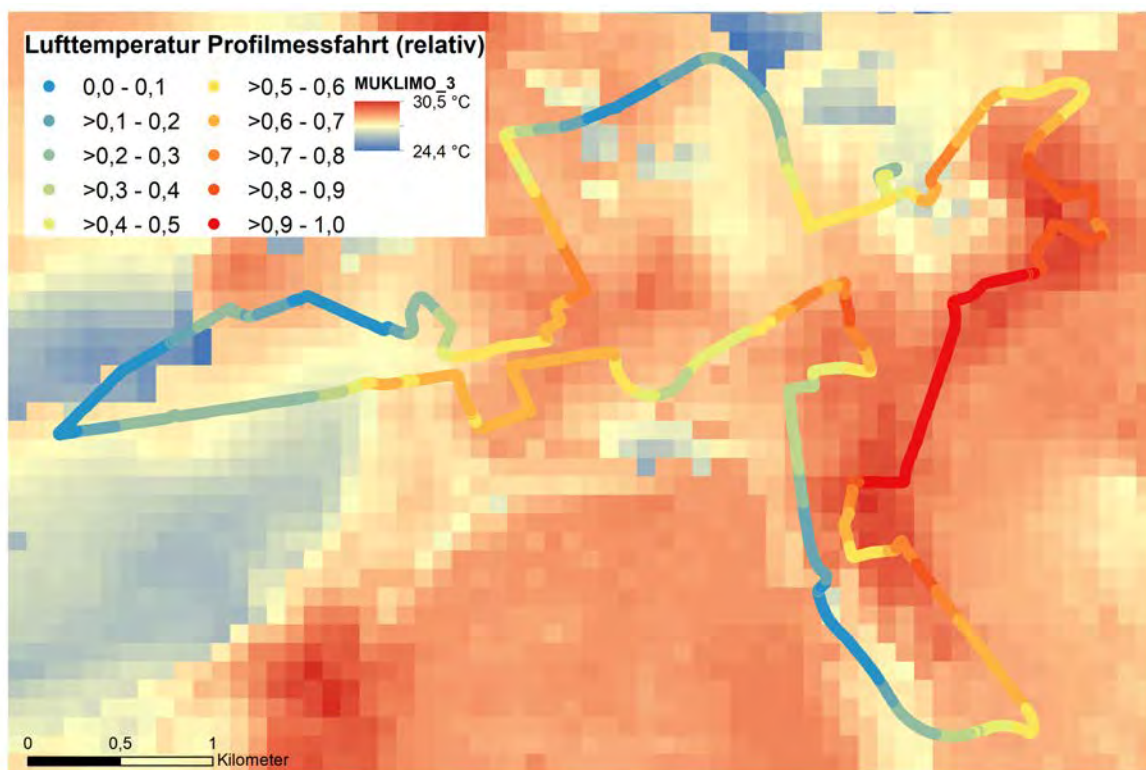 Lufttemperatur Profilmessfahrt (relativ)
0,0 - 0,1
>0,1 - 0,2
>0,2 - 0,3
>0,3 - 0,4
>0,4 - 0,5
>0,5 - 0,6
>0,6 - 0,7
>0,7 - 0,8
>0,8 - 0,9
>0,9 - 1,0
MUKLIMO_3
30,5 °C
24,4 °C
0 0,5 1
Kilometer